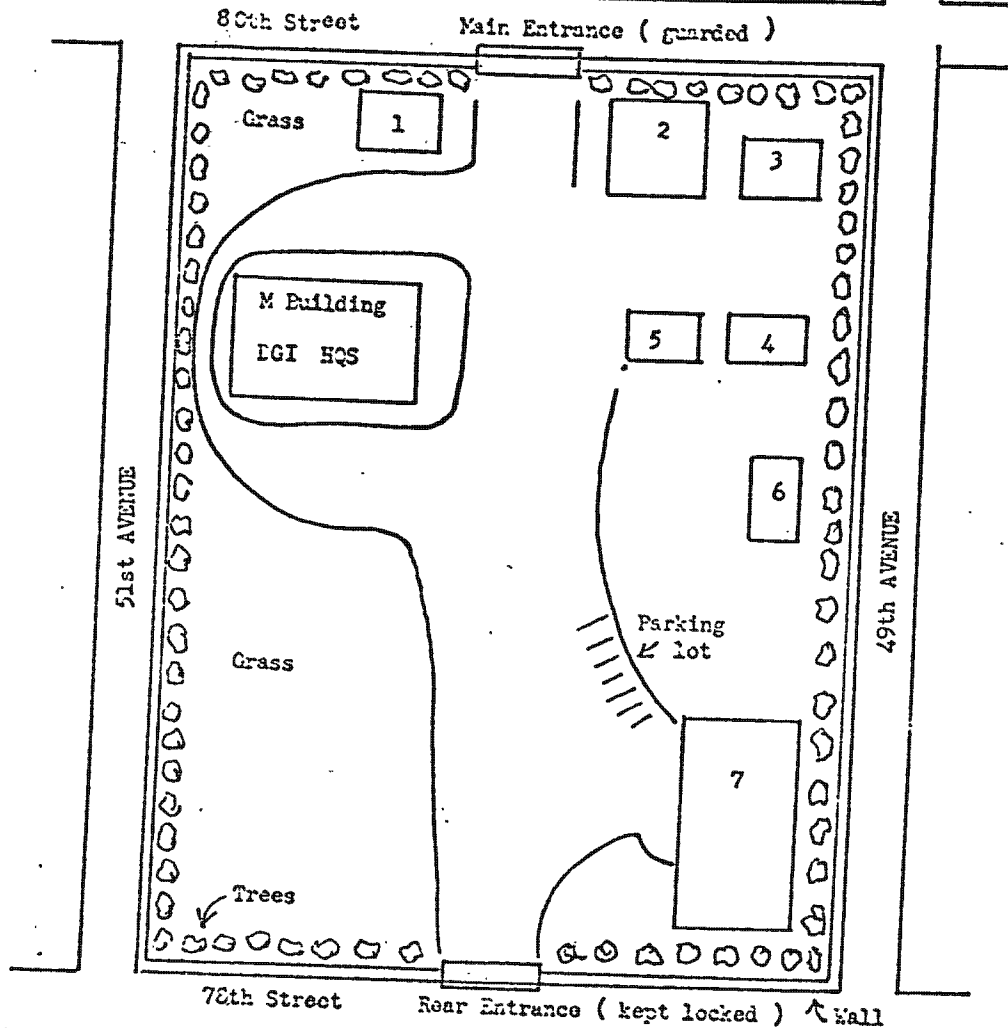 80th Street
Main Entrance ( guarded )
Grass
1
2
3
M Building
DGI HQS
5
4
6
51st AVENUE
49th AVENUE
Parking
lot
Grass
7
Trees
78th Street
Rear Entrance ( kept locked )
Wall